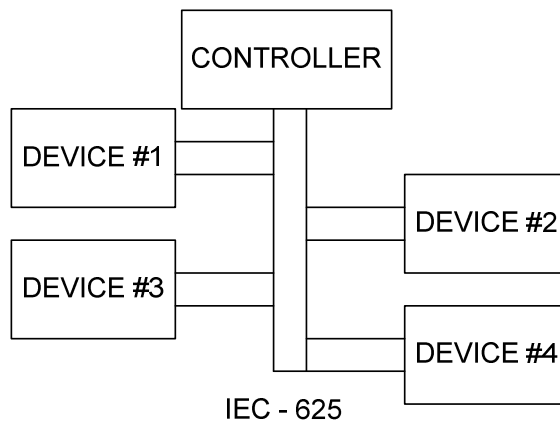 CONTROLLER
DEVICE #1
DEVICE #2
DEVICE #3
DEVICE #4
IEC - 625